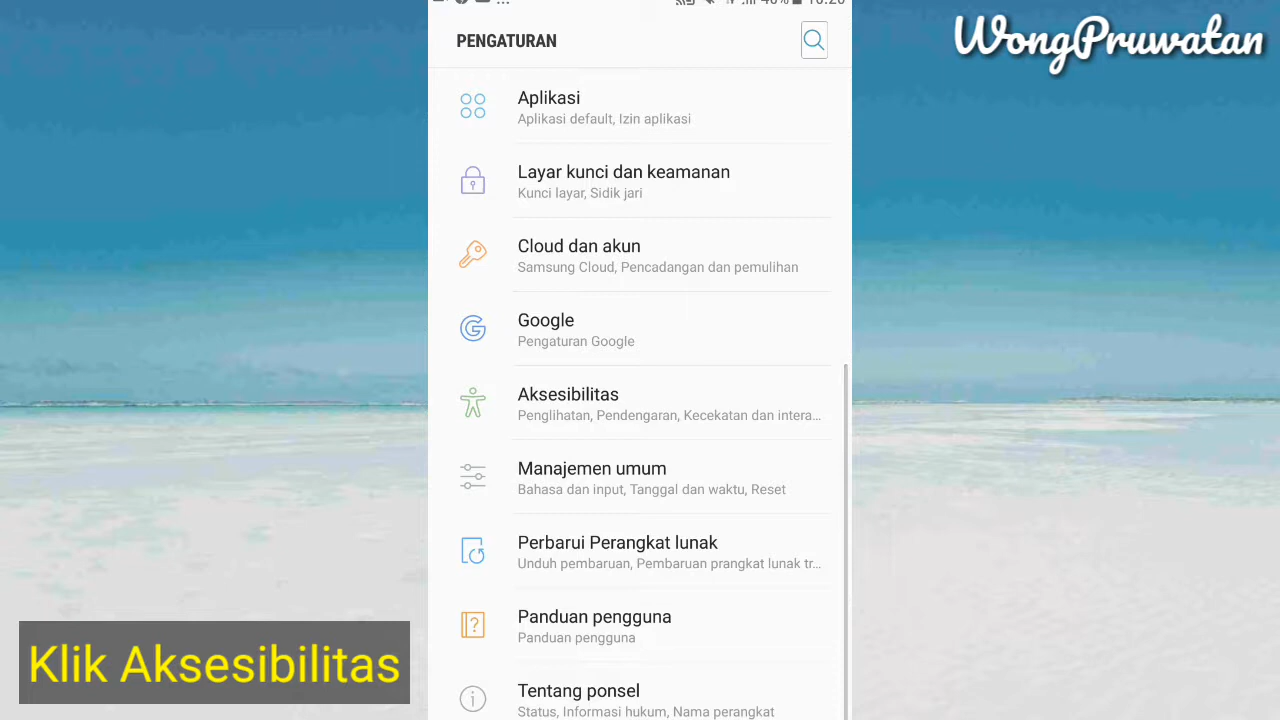 PENGATURAN
WongPruwatan
Aplikasi
Aplikasi default, Izin aplikasi
Layar kunci dan keamanan
Kunci layar, Sidik jari
Cloud dan akun
Samsung Cloud, Pencadangan dan pemulihan
Google
Pengaturan Google
Aksesibilitas
Penglihatan, Pendengaran, Kecekatan dan intera...
Manajemen umum
Bahasa dan input, Tanggal dan waktu, Reset
Perbarui Perangkat lunak
Unduh pembaruan, Pembaruan prangkat lunak tr...
Panduan pengguna
Panduan pengguna
Tentang ponsel
Status, Informasi hukum, Nama perangkat
Klik Aksesibilitas